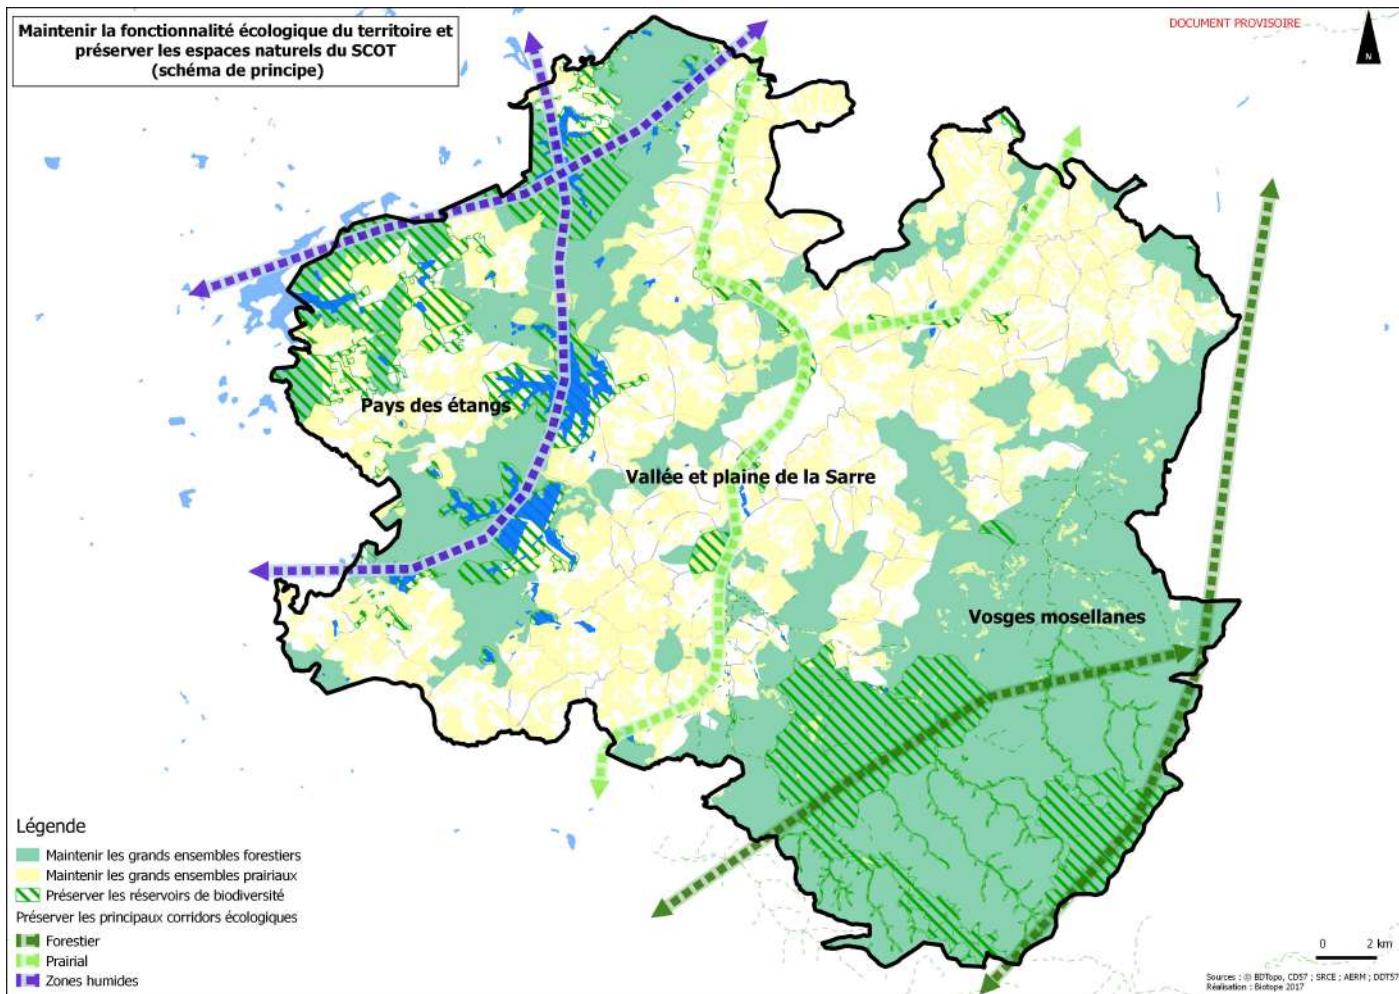 Maintenir la fonctionnalité écologique du territoire et
préserver les espaces naturels du SCOT
(schéma de principe)
DOCUMENT PROVISOIRE
N
Pays des étangs
Vallée et plaine de la Sarre
Vosges mosellanes
Légende
Maintenir les grands ensembles forestiers
Maintenir les grands ensembles prairiaux
Préserver les réservoirs de biodiversité
Préserver les principaux corridors écologiques
Forestier
Prairial
Zones humides
0 2 km
Sources : © BDTopo, CD57 ; SRCE ; AERM ; DDT57
Réalisation : Biotope 2017